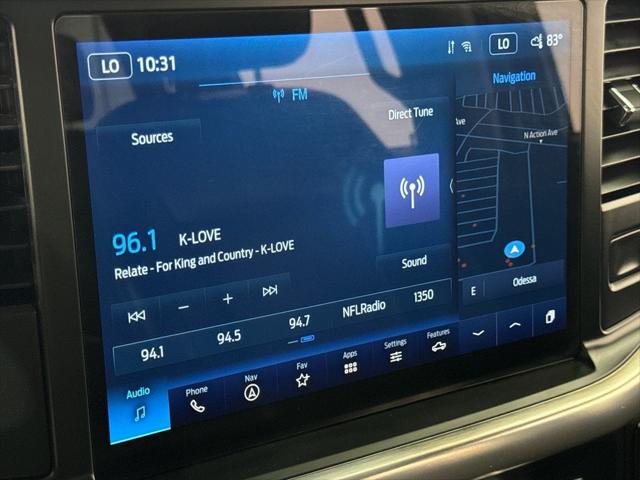 LO 10:31
LO 83°
FM
Navigation
Sources
Direct Tune
Ave
N Action Ave
96.1 K-LOVE
Relate - For King and Country - K-LOVE
Sound
E Odessa
94.1 94.5 94.7 NFLRadio 1350
Audio Phone Nav Fav Apps Settings Features